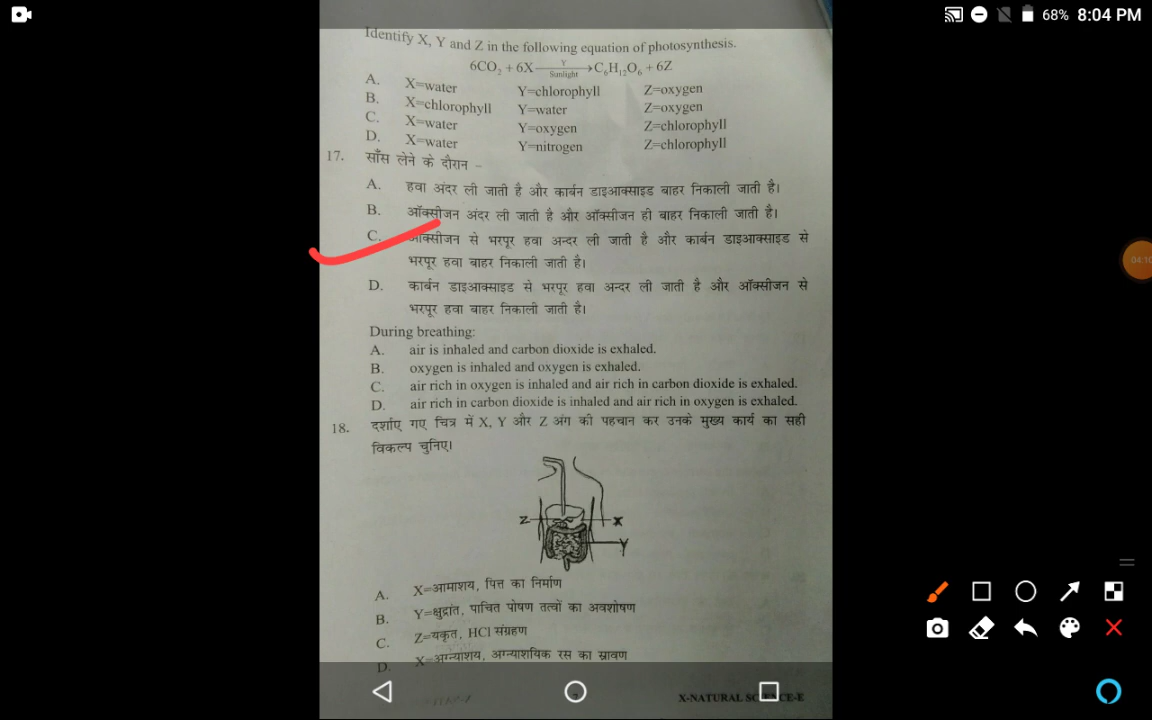 68% 8:04 PM
Identify X, Y and Z in the following equation of photosynthesis.
6CO2 + 6X Y Sunlight → C6H12O6 + 6Z
A. X=water Y=chlorophyll Z=oxygen
B. X=chlorophyll Y=water Z=oxygen
C. X=water Y=oxygen Z=chlorophyll
D. X=water Y=nitrogen Z=chlorophyll
17. साँस लेने के दौरान –
A. हवा अंदर ली जाती है और कार्बन डाइआक्साइड बाहर निकाली जाती है।
B. ऑक्सीजन अंदर ली जाती है और ऑक्सीजन ही बाहर निकाली जाती है।
C. ऑक्सीजन से भरपूर हवा अन्दर ली जाती है और कार्बन डाइआक्साइड से
भरपूर हवा बाहर निकाली जाती है।
D. कार्बन डाइआक्साइड से भरपूर हवा अन्दर ली जाती है और ऑक्सीजन से
भरपूर हवा बाहर निकाली जाती है।
During breathing:
A. air is inhaled and carbon dioxide is exhaled.
B. oxygen is inhaled and oxygen is exhaled.
C. air rich in oxygen is inhaled and air rich in carbon dioxide is exhaled.
D. air rich in carbon dioxide is inhaled and air rich in oxygen is exhaled.
18. दर्शाए गए चित्र में X, Y और Z अंग की पहचान कर उनके मुख्य कार्य का सही
विकल्प चुनिए।
Z X
Y
A. X=आमाशय, पित्त का निर्माण
B. Y=क्षुद्रांत, पाचित पोषण तत्वों का अवशोषण
C. Z=यकृत, HCl संग्रहण
D. X=अग्न्याशय, अग्न्याशयिक रस का स्रावण
X-NATURAL SCIENCE-E
04:10